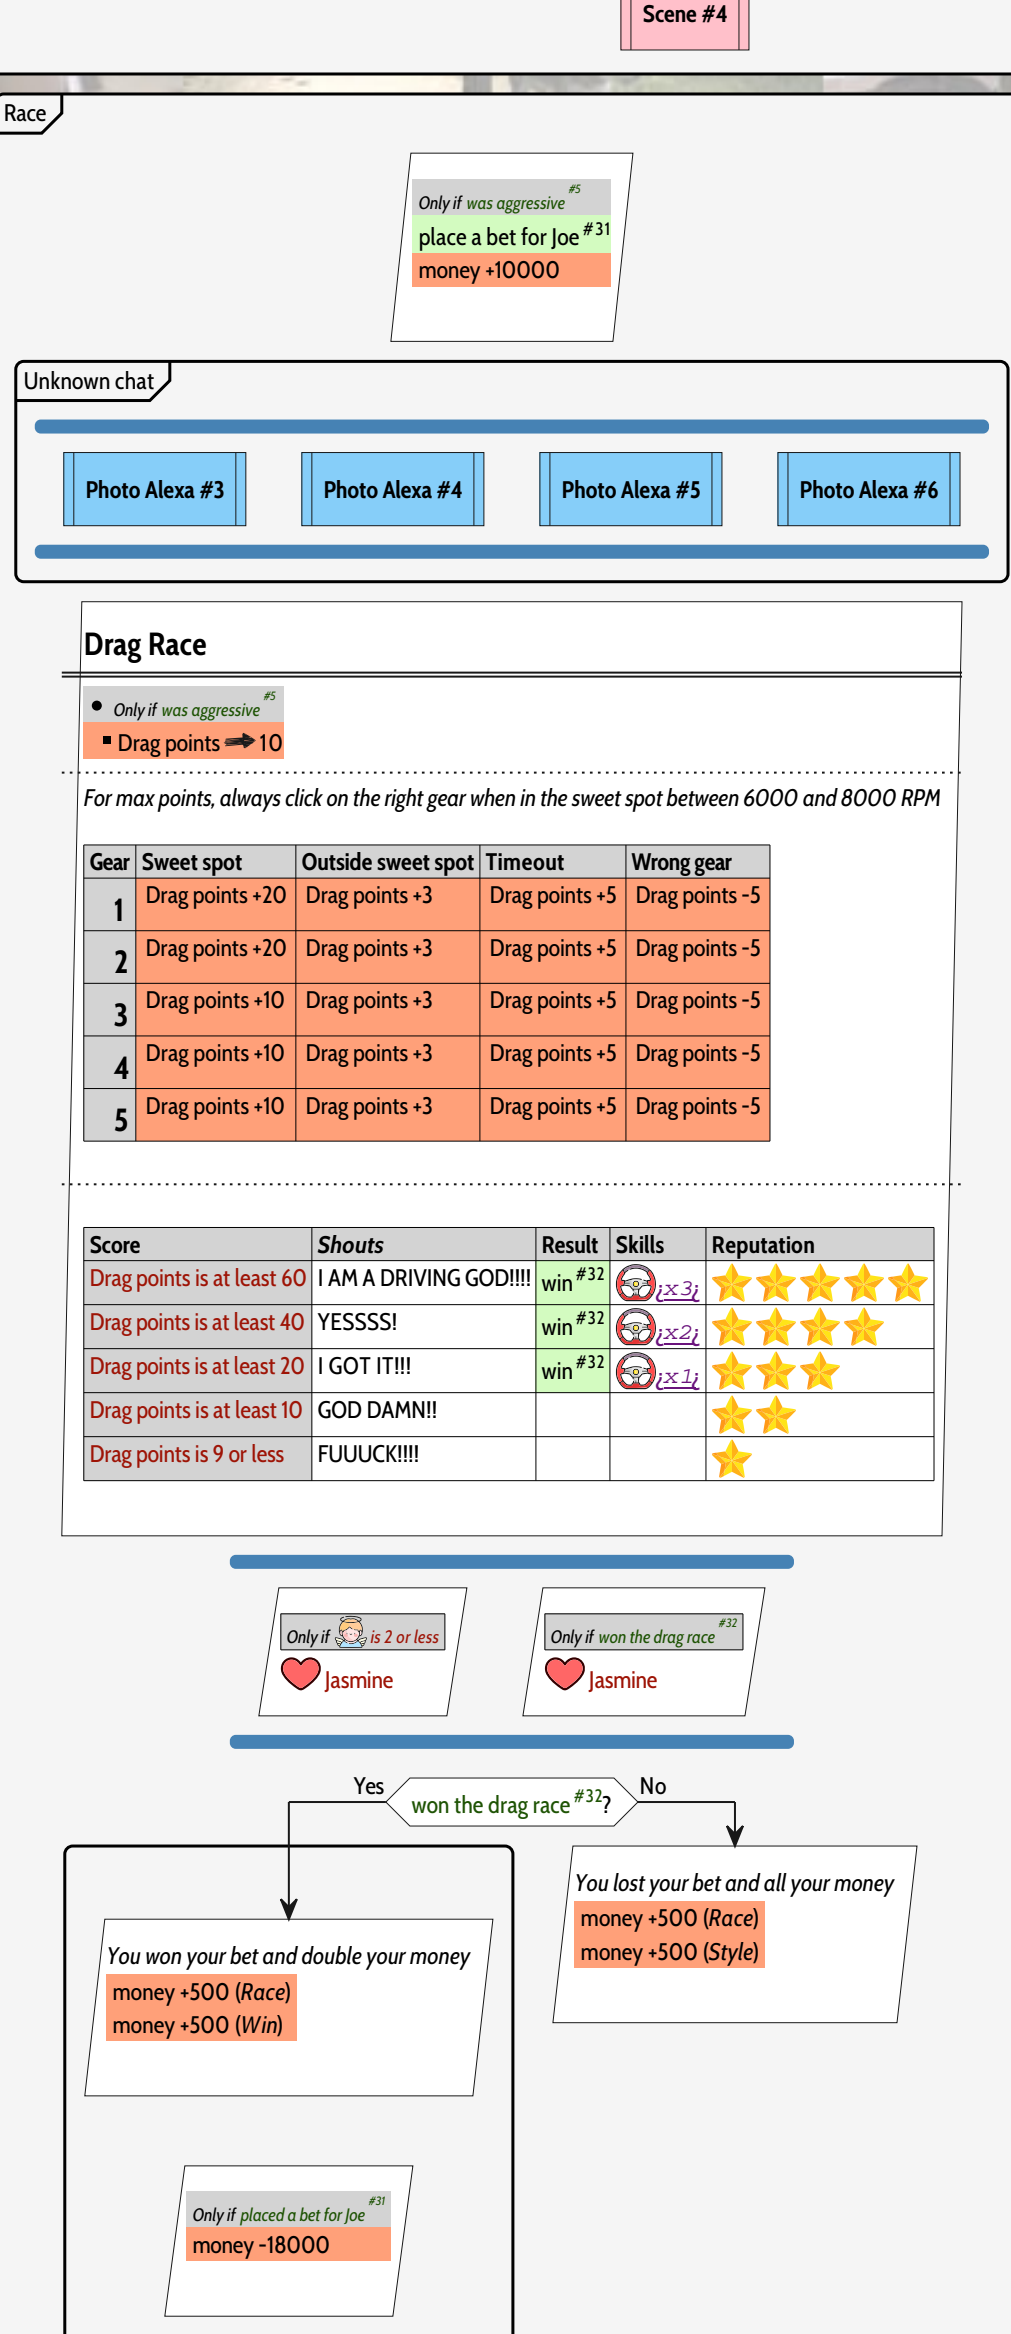 Scene #4
Race
Only if was aggressive #5
place a bet for Joe #31
money +10000
Unknown chat
Photo Alexa #3
Photo Alexa #4
Photo Alexa #5
Photo Alexa #6
Drag Race
Only if was aggressive #5
Drag points 10
For max points, always click on the right gear when in the sweet spot between 6000 and 8000 RPM
Gear Sweet spot Outside sweet spot Timeout Wrong gear
1 Drag points +20 Drag points +3 Drag points +5 Drag points -5
2 Drag points +20 Drag points +3 Drag points +5 Drag points -5
3 Drag points +10 Drag points +3 Drag points +5 Drag points -5
4 Drag points +10 Drag points +3 Drag points +5 Drag points -5
5 Drag points +10 Drag points +3 Drag points +5 Drag points -5
Score Shouts Result Skills Reputation
Drag points is at least 60 I AM A DRIVING GOD!!!! win #32 ¿x3¿
Drag points is at least 40 YESSSS! win #32 ¿x2¿
Drag points is at least 20 I GOT IT!!! win #32 ¿x1¿
Drag points is at least 10 GOD DAMN!!
Drag points is 9 or less FUUUCK!!!!
Only if is 2 or less
Jasmine
Only if won the drag race #32
Jasmine
won the drag race #32?
Yes
No
You won your bet and double your money
money +500 (Race)
money +500 (Win)
You lost your bet and all your money
money +500 (Race)
money +500 (Style)
Only if placed a bet for Joe #31
money -18000